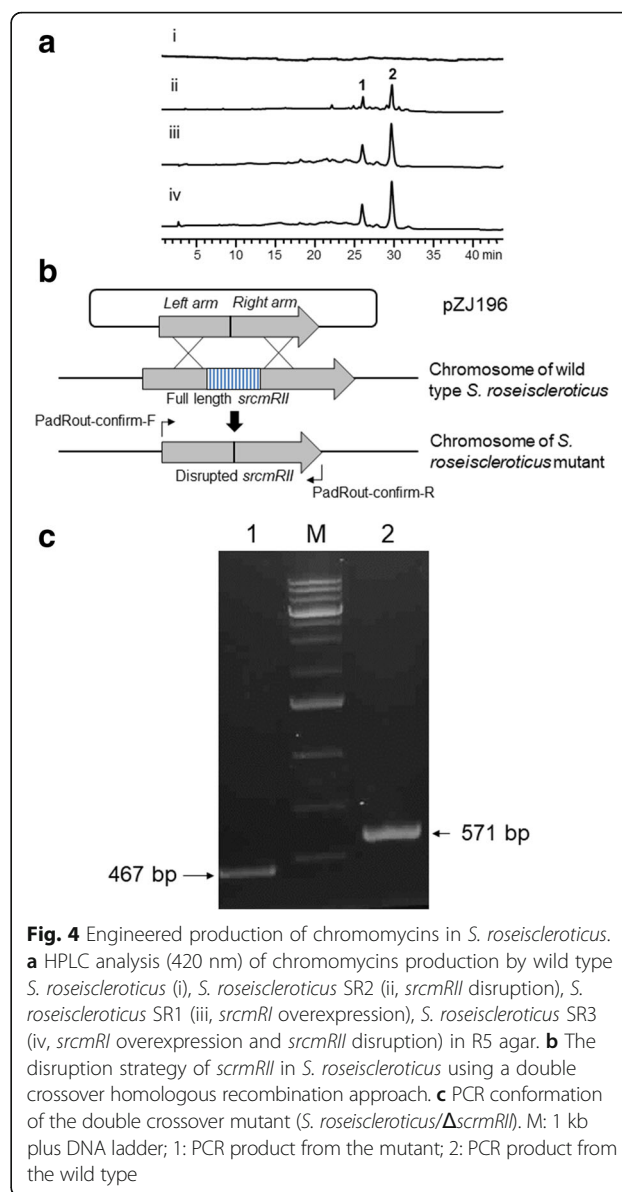 a
i
ii
iii
iv
1
2
5 10 15 20 25 30 35 40 min
b
Left arm Right arm
pZJ196
Chromosome of wild
type S. roseiscleroticus
Full length srcmRII
PadRout-confirm-F
Chromosome of S.
roseiscleroticus mutant
Disrupted srcmRII
PadRout-confirm-R
c
1 M 2
571 bp
467 bp
Fig. 4 Engineered production of chromomycins in S. roseiscleroticus.
a HPLC analysis (420 nm) of chromomycins production by wild type
S. roseiscleroticus (i), S. roseiscleroticus SR2 (ii, srcmRII disruption), S.
roseiscleroticus SR1 (iii, srcmRI overexpression), S. roseiscleroticus SR3
(iv, srcmRI overexpression and srcmRII disruption) in R5 agar. b The
disruption strategy of scrmRII in S. roseiscleroticus using a double
crossover homologous recombination approach. c PCR conformation
of the double crossover mutant (S. roseiscleroticus/ΔscrmRII). M: 1 kb
plus DNA ladder; 1: PCR product from the mutant; 2: PCR product from
the wild type